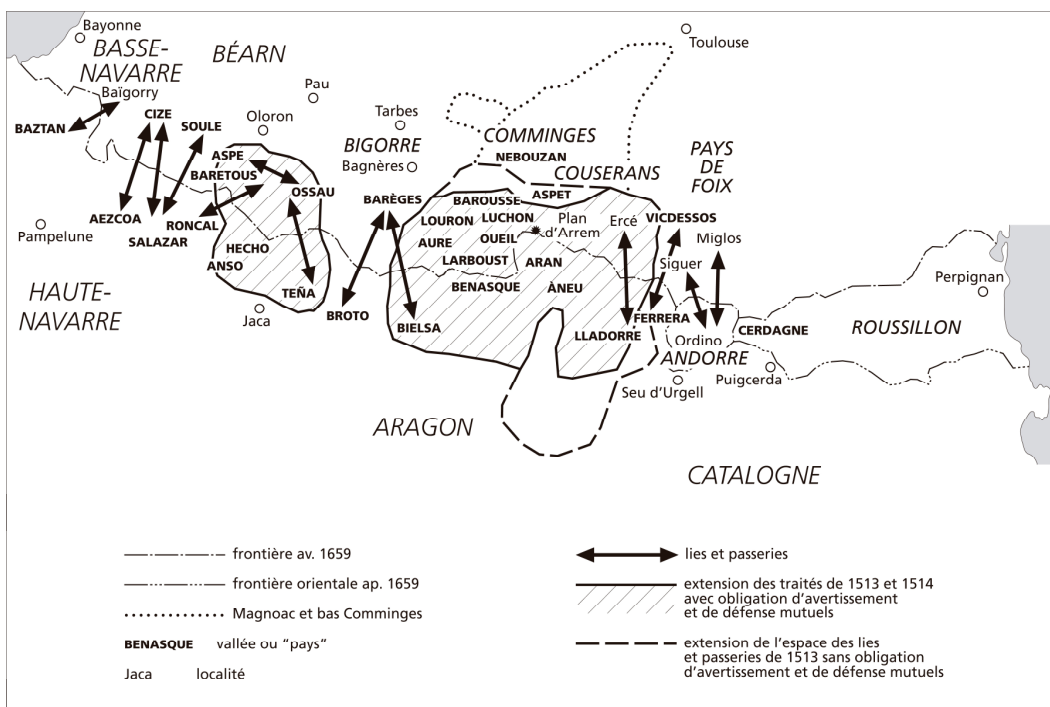 Bayonne
Toulouse
BASSE-
NAVARRE
BÉARN
Baïgorry
Pau
Tarbes
CIZE
SOULE
Oloron
BAZTAN
BIGORRE
Bagnères
COMMINGES
NEBOUZAN
COUSERANS
PAYS
DE
FOIX
ASPE
BARETOUS
OSSAU
BARÈGES
BAROUSSE
ASPET
LOURON
LUCHON
Plan
d'Arrem
Ercé
VICDESSOS
Miglos
AEZCOA
SALAZAR
RONCAL
Pampelune
AURE
OUEIL
LARBOUST
ARAN
Siguer
HECHO
ANSO
BENASQUE
ÀNEU
Perpignan
TEÑA
HAUTE-
NAVARRE
Jaca
BROTO
BIELSA
LLADORRE
FERRERA
CERDAGNE
ROUSSILLON
Ordino
ANDORRE
Seu d'Urgell
Puigcerda
ARAGON
CATALOGNE
frontière av. 1659
frontière orientale ap. 1659
Magnoac et bas Comminges
BENASQUE vallée ou "pays"
Jaca localité
lies et passeries
extension des traités de 1513 et 1514
avec obligation d'avertissement
et de défense mutuels
extension de l'espace des lies
et passeries de 1513 sans obligation
d'avertissement et de défense mutuels